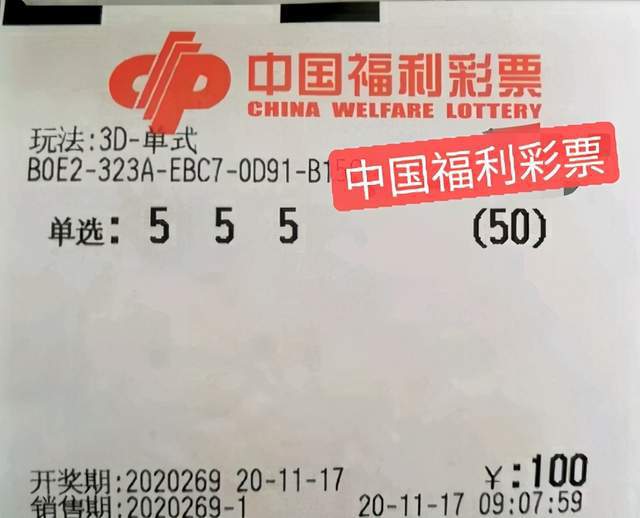 中国福利彩票
CHINA WELFARE LOTTERY
玩法:3D-单式
B0E2-323A-EBC7-0D91-B15
中国福利彩票
单选: 5 5 5 (50)
开奖期:2020269 20-11-17 ¥:100
销售期:2020269-1 20-11-17 09:07:59